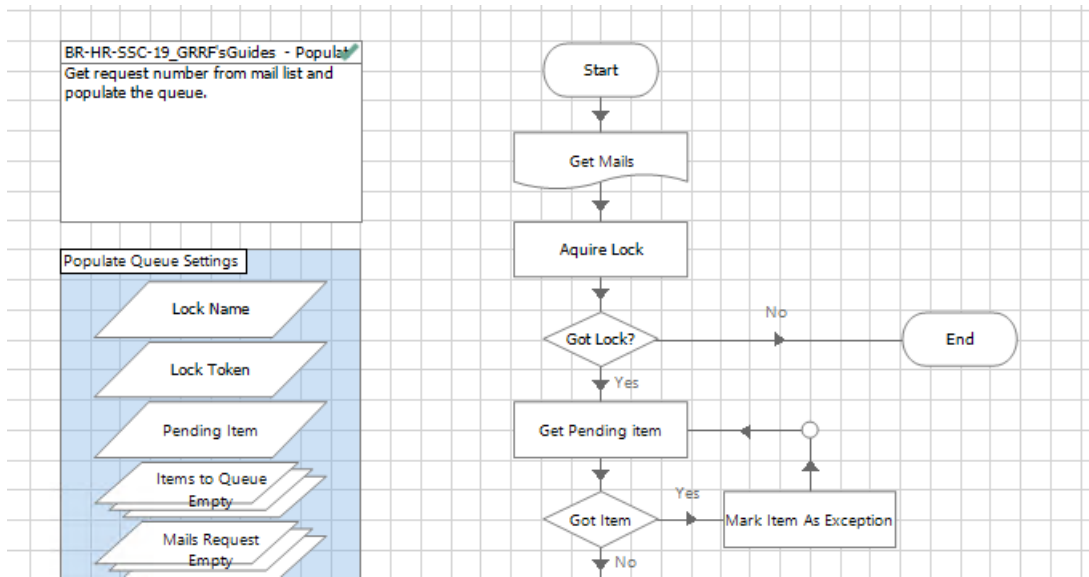 BR-HR-SSC-19_GRRF'sGuides - Populat
Get request number from mail list and
populate the queue.
Populate Queue Settings
Lock Name
Lock Token
Pending Item
Items to Queue
Empty
Mails Request
Empty
Start
Get Mails
Aquire Lock
Got Lock?
No
End
Yes
Get Pending item
Got Item
Yes
Mark Item As Exception
No